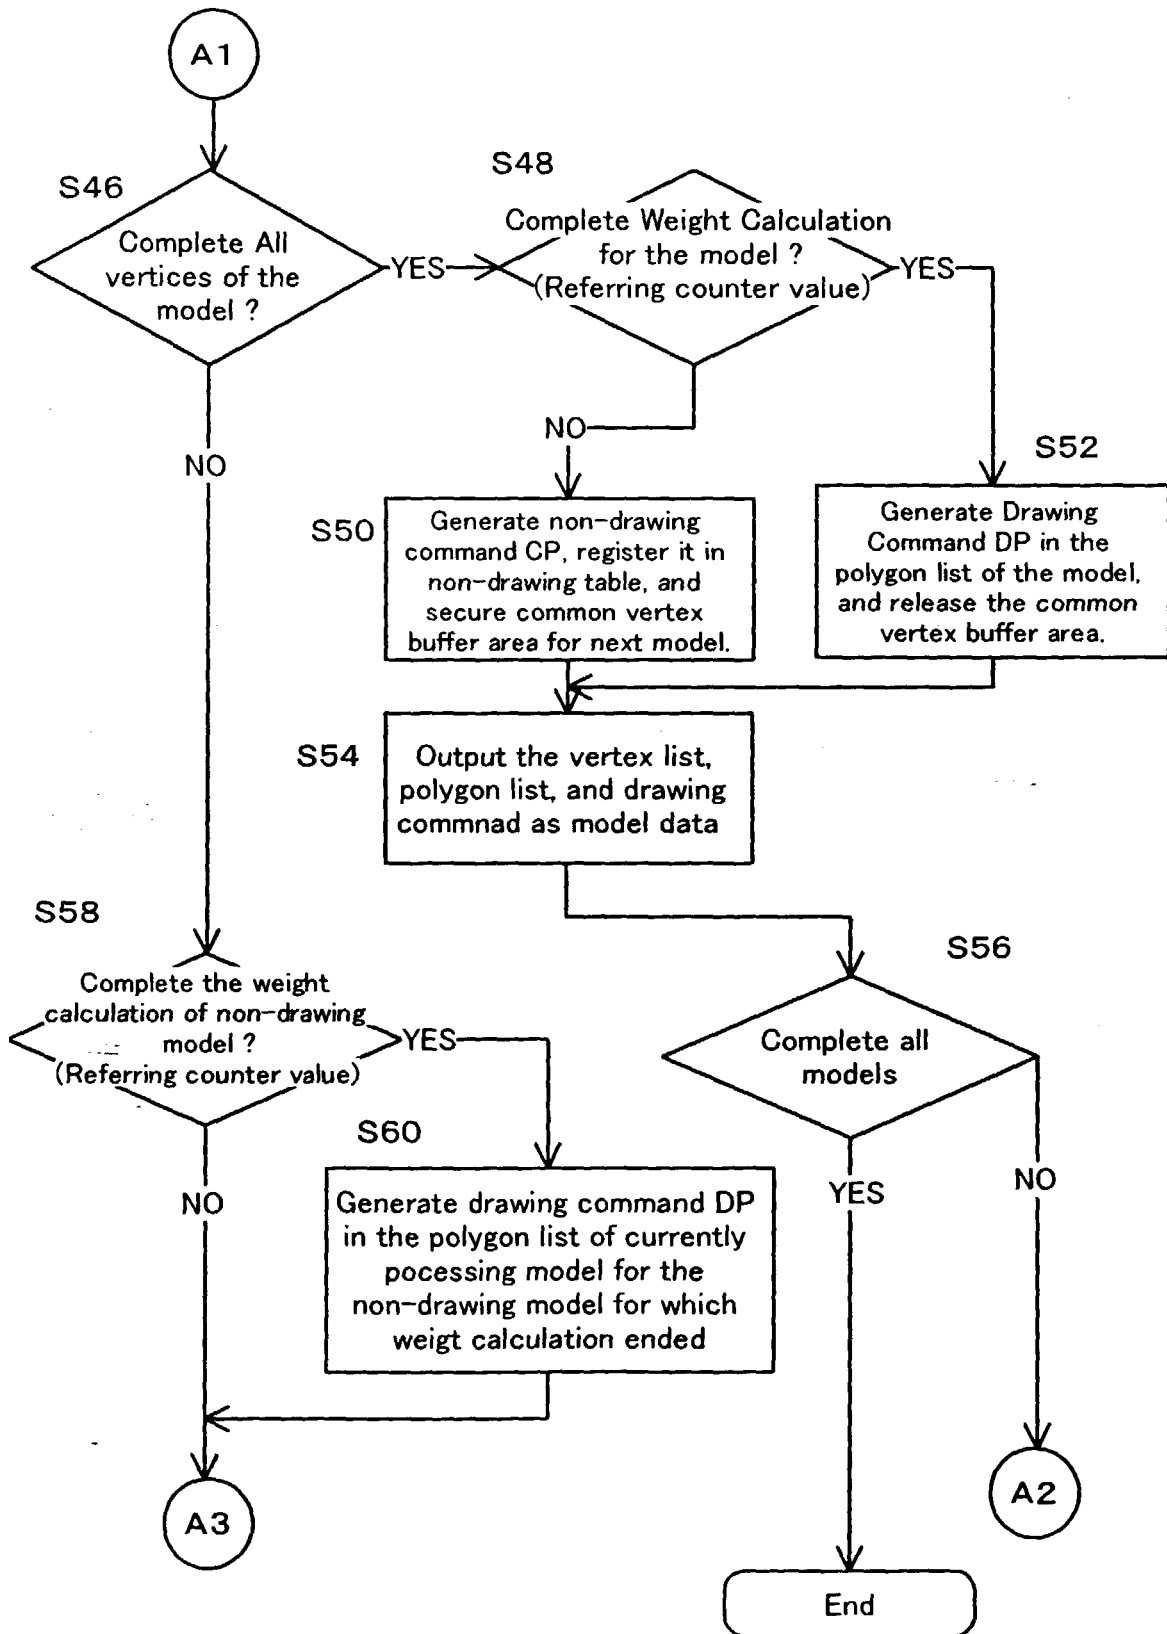 A1
S46
Complete All
vertices of the
model ?
YES
S48
Complete Weight Calculation
for the model ?
(Referring counter value)
YES
NO
NO
S52
Generate Drawing
Command DP in the
polygon list of the model,
and release the common
vertex buffer area.
S50
Generate non-drawing
command CP, register it in
non-drawing table, and
secure common vertex
buffer area for next model.
S54
Output the vertex list,
polygon list, and drawing
commnad as model data
S58
Complete the weight
calculation of non-drawing
model ?
(Referring counter value)
YES
NO
S56
Complete all
models
YES
NO
S60
Generate drawing command DP
in the polygon list of currently
pocessing model for the
non-drawing model for which
weigt calculation ended
A3
A2
End